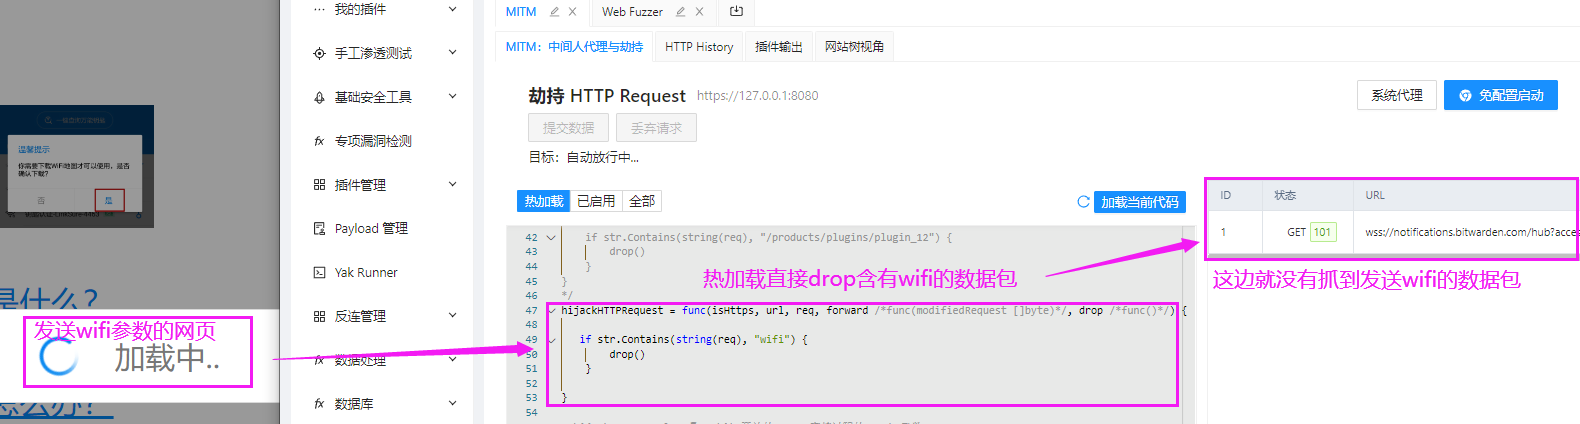 温馨提示
你需要下载WiFi地图才可以使用，是否
确认下载？
否
是
是什么？
发送wifi参数的网页
加载中..
怎么办？
我的插件
手工渗透测试
基础安全工具
专项漏洞检测
插件管理
Payload 管理
Yak Runner
反连管理
数据处理
数据库
MITM
Web Fuzzer
MITM：中间人代理与劫持
HTTP History
插件输出
网站树视角
劫持 HTTP Request
https://127.0.0.1:8080
系统代理
免配置启动
提交数据
丢弃请求
目标：自动放行中...
热加载
已启用
全部
加载当前代码
42 if str.Contains(string(req), "/products/plugins/plugin_12") {
43 drop()
44 }
45 }
46 */
47 hijackHTTPRequest = func(isHttps, url, req, forward /*func(modifiedRequest []byte)*/, drop /*func()*/) {
48
49 if str.Contains(string(req), "wifi") {
50 drop()
51 }
52
53 }
54
热加载直接drop含有wifi的数据包
ID 状态 URL
1 GET 101 wss://notifications.bitwarden.com/hub?acces
这边就没有抓到发送wifi的数据包